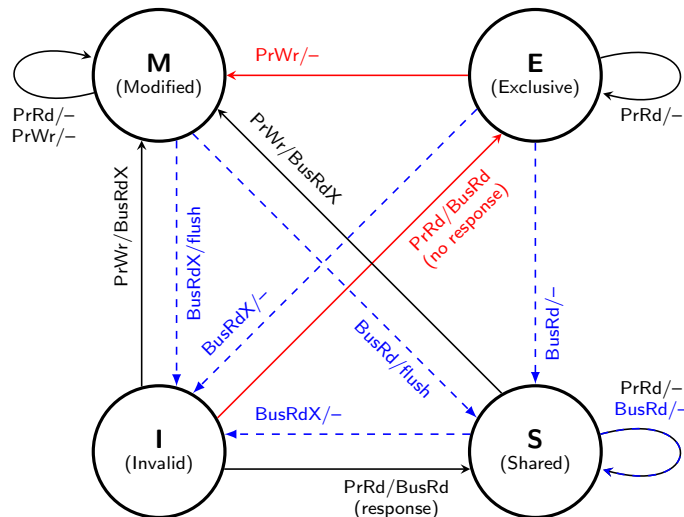 M
(Modified)
E
(Exclusive)
PrWr/–
PrRd/–
PrWr/–
PrRd/–
PrWr/BusRdX
BusRdX/flush
PrWr/BusRdX
PrRd/BusRd
(no response)
BusRdX/–
BusRd/flush
BusRd/–
PrRd/–
BusRd/–
BusRdX/–
I
(Invalid)
S
(Shared)
PrRd/BusRd
(response)